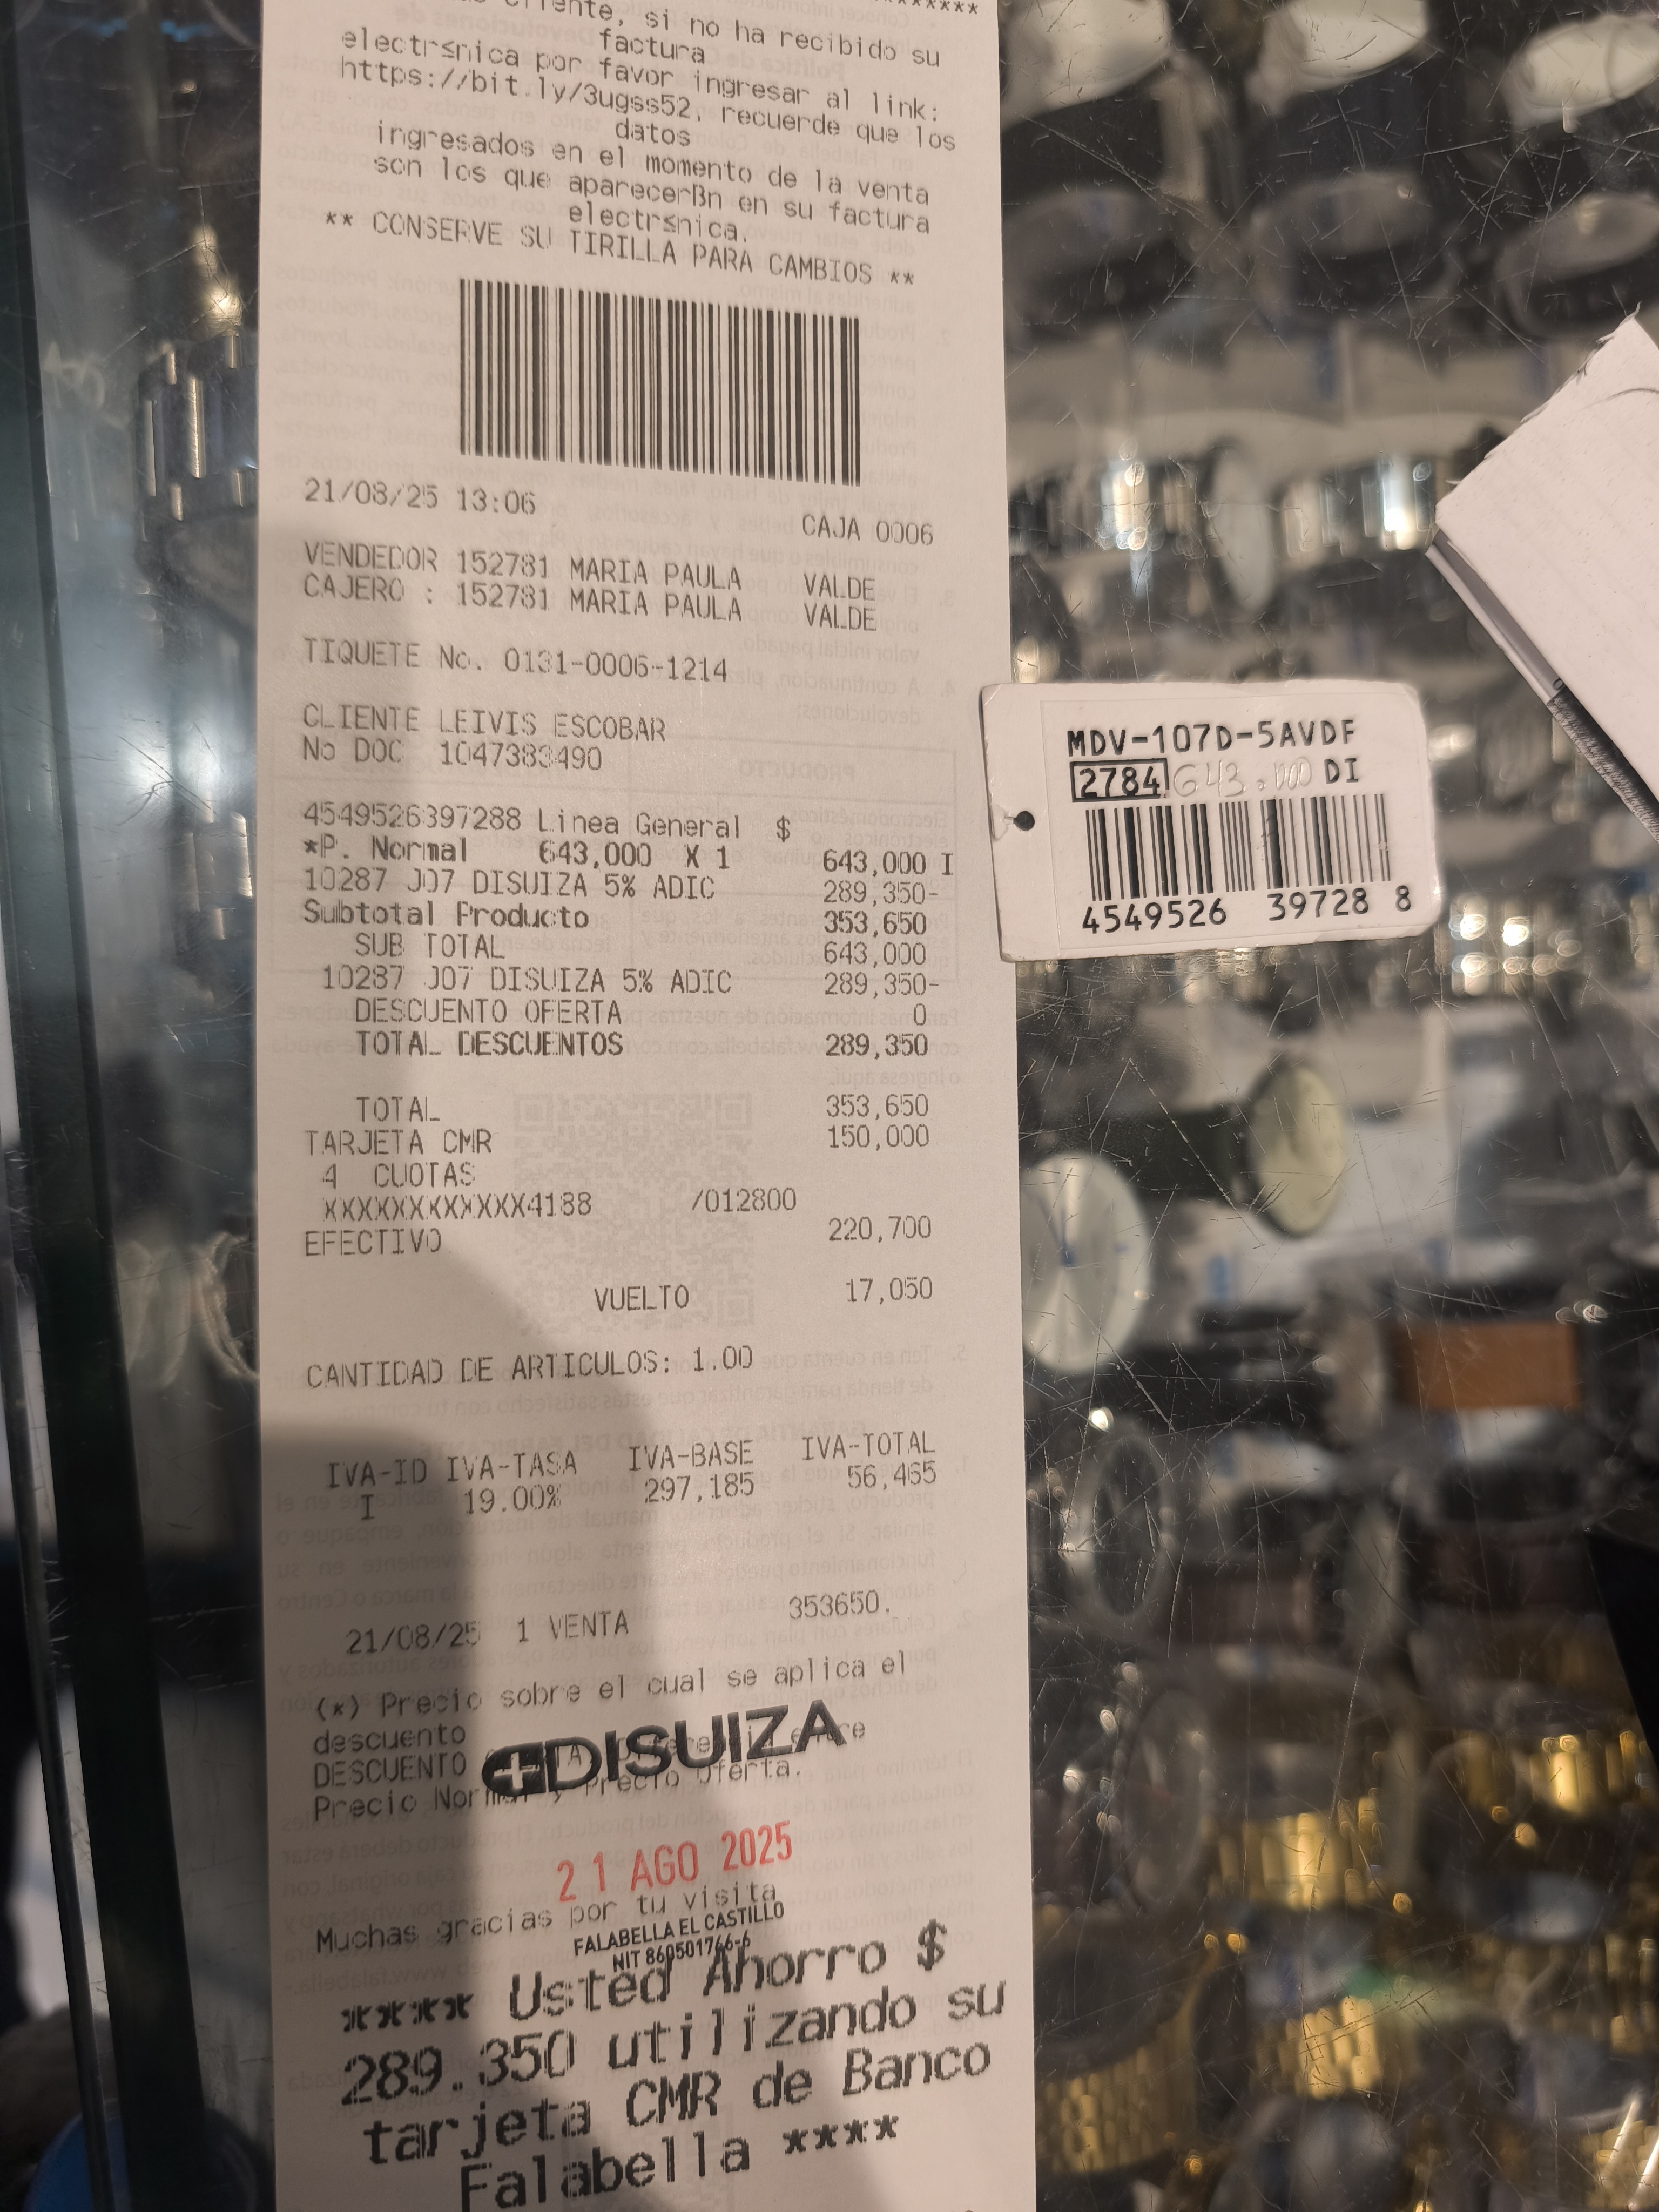 cliente, si no ha recibido su
factura
electr≤nica por favor ingresar al link:
https://bit.ly/3ugss52, recuerde que los
datos
ingresados en el momento de la venta
son los que aparecerßn en su factura
electr≤nica.
** CONSERVE SU TIRILLA PARA CAMBIOS **
21/08/25 13:06
CAJA 0006
VENDEDOR 152781 MARIA PAULA VALDE
CAJERO : 152781 MARIA PAULA VALDE
TIQUETE No. 0131-0006-1214
CLIENTE LEIVIS ESCOBAR
No DOC 1047383490
4549526397288 Linea General $
*P. Normal 643,000 X 1 643,000 I
10287 J07 DISUIZA 5% ADIC 289,350-
Subtotal Producto 353,650
SUB TOTAL 643,000
10287 J07 DISUIZA 5% ADIC 289,350-
DESCUENTO OFERTA 0
TOTAL DESCUENTOS 289,350
TOTAL 353,650
TARJETA CMR 150,000
4 CUOTAS
XXXXXXXXXXXX4188 /012800
EFECTIVO 220,700
VUELTO 17,050
CANTIDAD DE ARTICULOS: 1.00
IVA-ID IVA-TASA IVA-BASE IVA-TOTAL
I 19.00% 297,185 56,465
21/08/25 1 VENTA 353650.
(*) Precio sobre el cual se aplica el
descuento
DESCUENTO
Precio Normal y Precio Oferta.
DISUIZA
21 AGO 2025
Muchas gracias por tu visita
FALABELLA EL CASTILLO
NIT 860501766-6
**** Usted Ahorro $
289.350 utilizando su
tarjeta CMR de Banco
Falabella ****
MDV-107D-5AVDF
2784 643.000 DI
4549526 39728 8